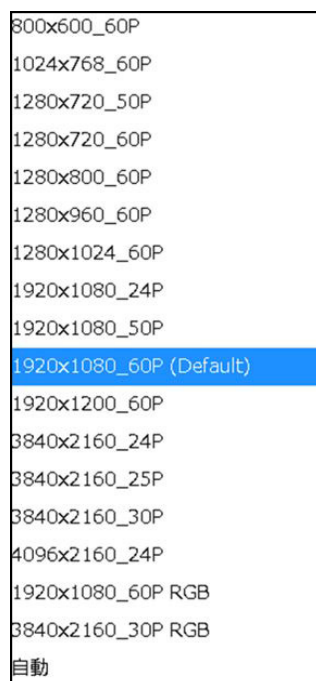 800x600_60P
1024x768_60P
1280x720_50P
1280x720_60P
1280x800_60P
1280x960_60P
1280x1024_60P
1920x1080_24P
1920x1080_50P
1920x1080_60P (Default)
1920x1200_60P
3840x2160_24P
3840x2160_25P
3840x2160_30P
4096x2160_24P
1920x1080_60P RGB
3840x2160_30P RGB
自動